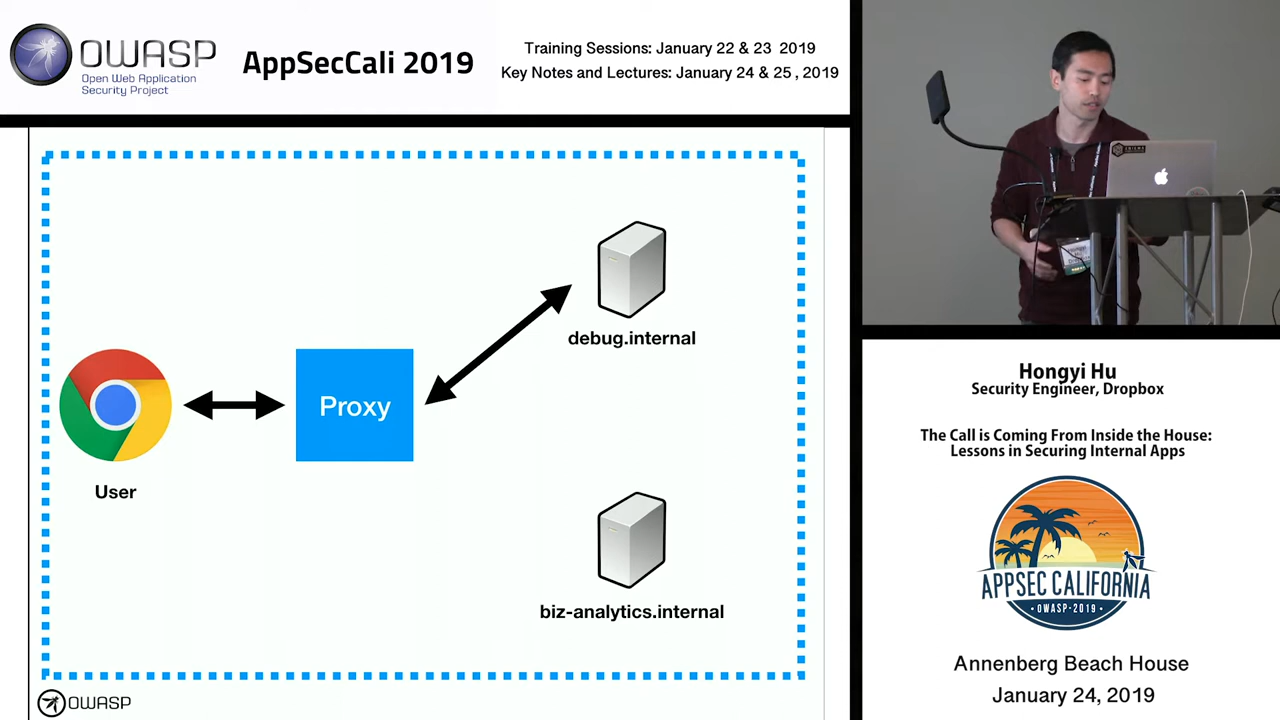 OWASP
Open Web Application
Security Project
AppSecCali 2019
Training Sessions: January 22 & 23 2019
Key Notes and Lectures: January 24 & 25 , 2019
debug.internal
Proxy
User
biz-analytics.internal
OWASP
Hongyi Hu
Security Engineer, Dropbox
The Call is Coming From Inside the House:
Lessons in Securing Internal Apps
APPSEC CALIFORNIA
·OWASP-2019·
Annenberg Beach House
January 24, 2019